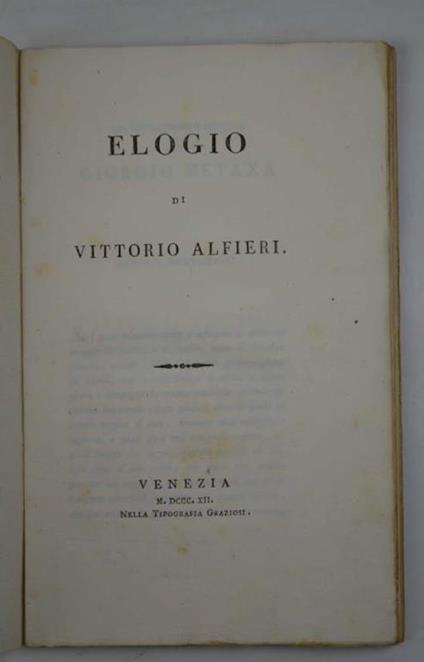 ELOGIO
DI
VITTORIO ALFIERI.
VENEZIA
M. DCCC. XII.
NELLA TIPOGRAFIA GRAZIOSI.